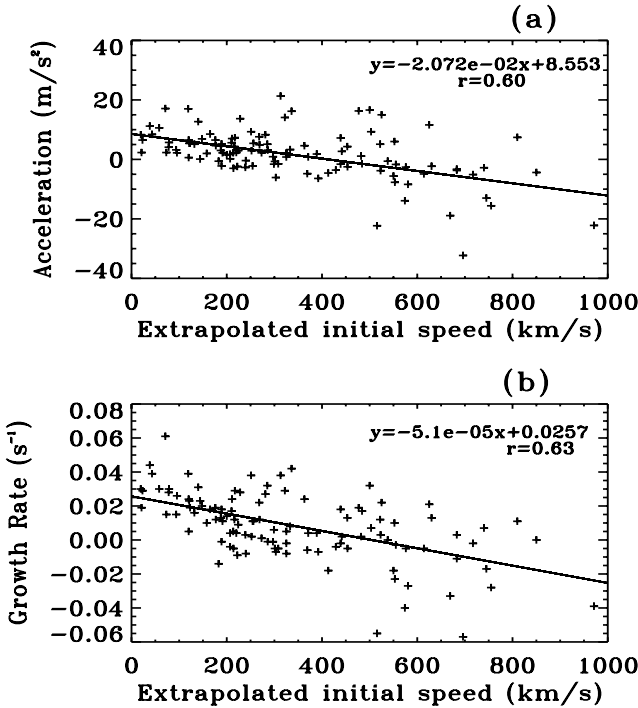 (a)
y=−2.072e−02x+8.553
r=0.60
Acceleration (m/s²)
40
20
0
−20
−40
0 200 400 600 800 1000
Extrapolated initial speed (km/s)
(b)
y=−5.1e−05x+0.0257
r=0.63
Growth Rate (s⁻¹)
0.08
0.06
0.04
0.02
0.00
−0.02
−0.04
−0.06
0 200 400 600 800 1000
Extrapolated initial speed (km/s)